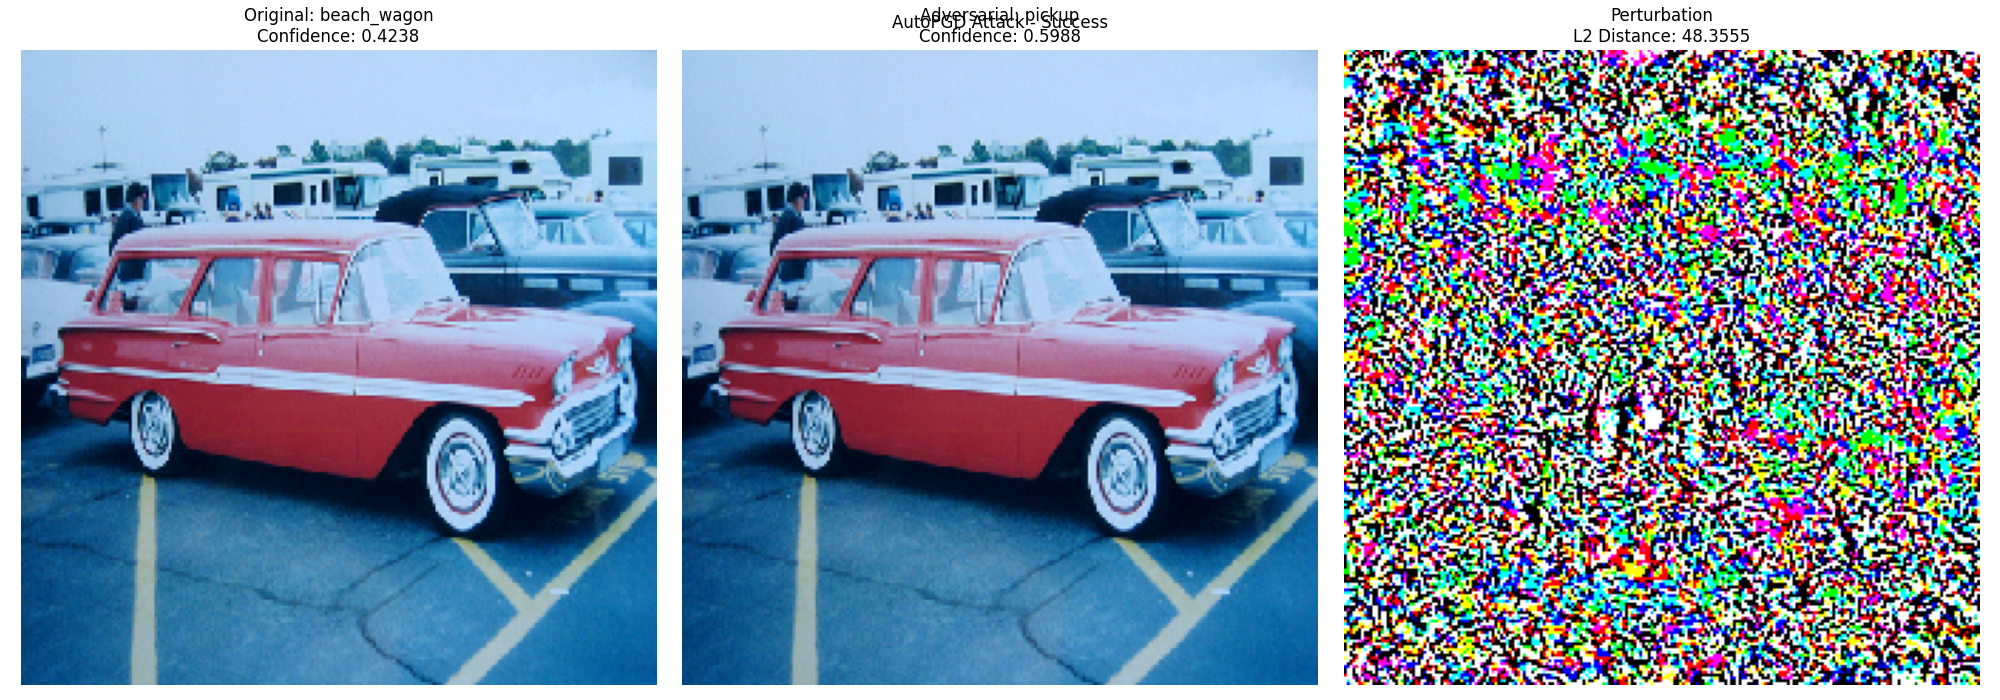 Original: beach_wagon
Confidence: 0.4238
Adversarial: pickup
AutoPGD Attack - Success
Confidence: 0.5988
Perturbation
L2 Distance: 48.3555